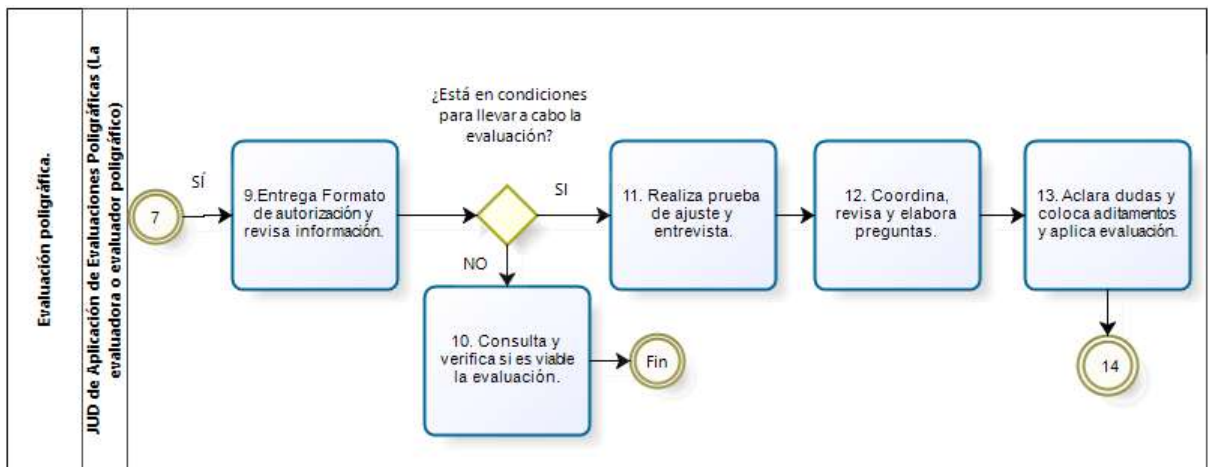 Evaluación poligráfica.
JUD de Aplicación de Evaluaciones Poligráficas (La
evaluadora o evaluador poligráfico)
7
SÍ
9.Entrega Formato
de autorización y
revisa información.
¿Está en condiciones
para llevar a cabo la
evaluación?
SI
NO
10. Consulta y
verifica si es viable
la evaluación.
Fin
11. Realiza prueba
de ajuste y
entrevista.
12. Coordina,
revisa y elabora
preguntas.
13. Aclara dudas y
coloca aditamentos
y aplica evaluación.
14